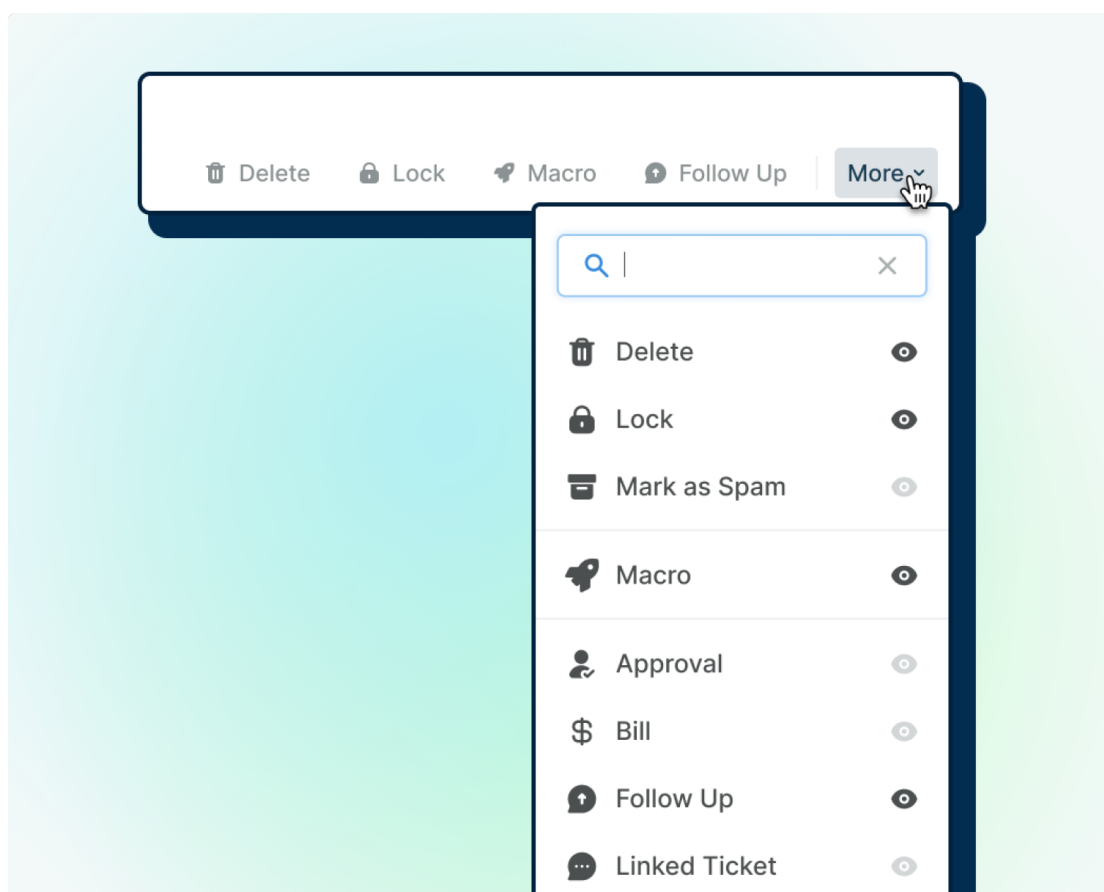 Delete Lock Macro Follow Up More
Delete
Lock
Mark as Spam
Macro
Approval
Bill
Follow Up
Linked Ticket